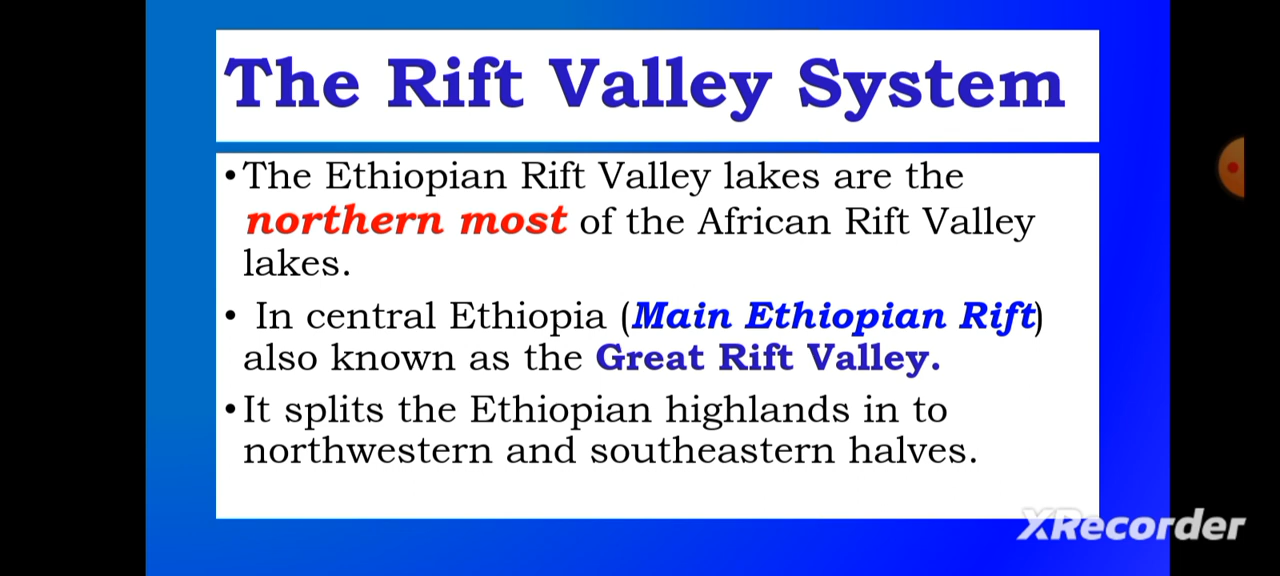 The Rift Valley System
•The Ethiopian Rift Valley lakes are the
northern most of the African Rift Valley
lakes.
• In central Ethiopia (Main Ethiopian Rift)
also known as the Great Rift Valley.
•It splits the Ethiopian highlands in to
northwestern and southeastern halves.
XRecorder